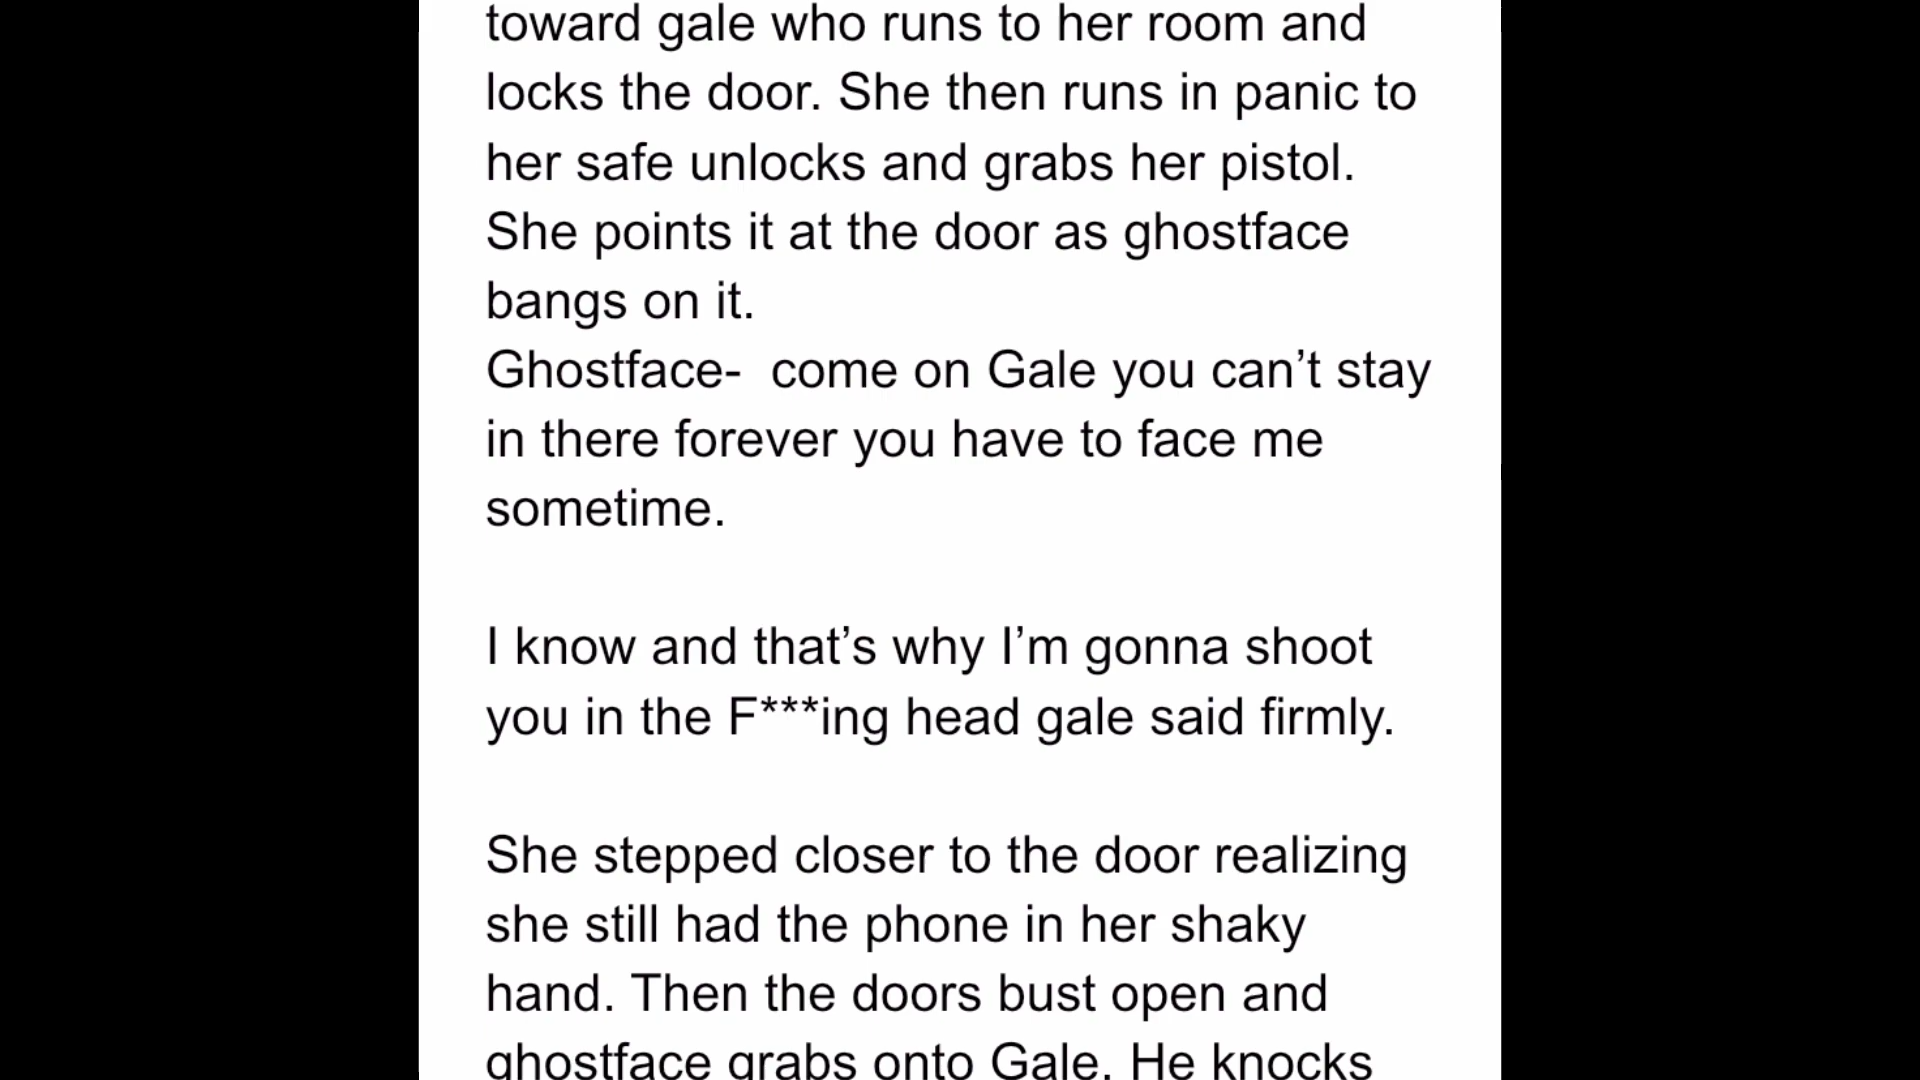 toward gale who runs to her room and
locks the door. She then runs in panic to
her safe unlocks and grabs her pistol.
She points it at the door as ghostface
bangs on it.
Ghostface-  come on Gale you can’t stay
in there forever you have to face me
sometime.
I know and that’s why I’m gonna shoot
you in the F***ing head gale said firmly.
She stepped closer to the door realizing
she still had the phone in her shaky
hand. Then the doors bust open and
ghostface grabs onto Gale. He knocks